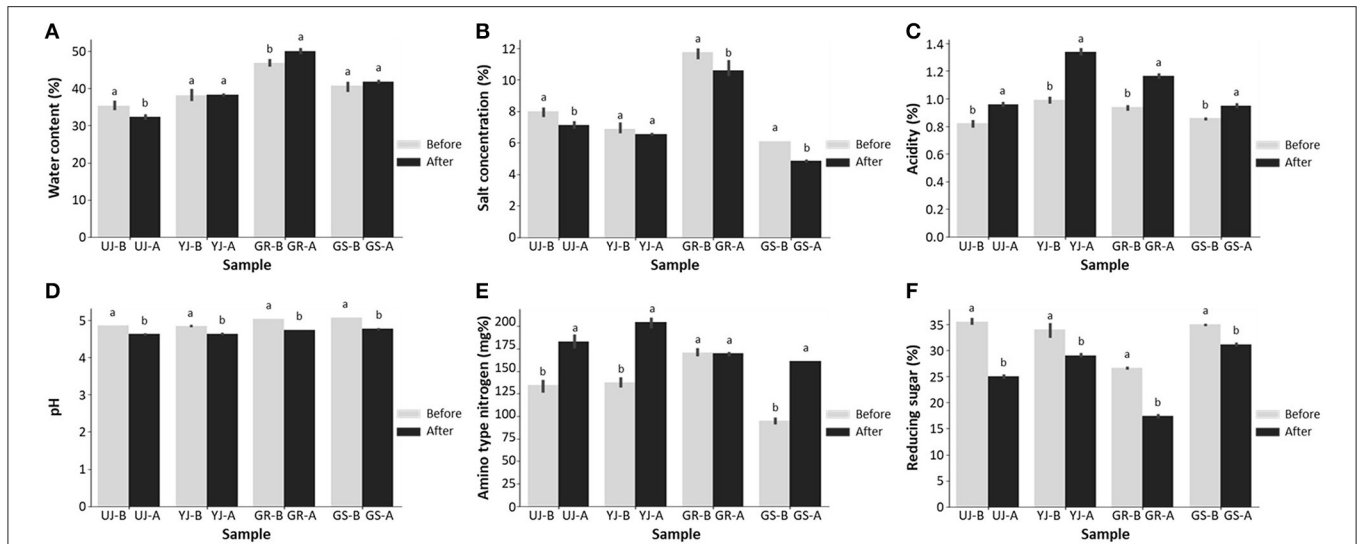 A
Water content (%)
50
40
30
20
10
0
a
b
a
a
b
a
a
a
UJ-B UJ-A YJ-B YJ-A GR-B GR-A GS-B GS-A
Sample
Before
After
B
Salt concentration (%)
12
10
8
6
4
2
0
a
b
a
a
a
b
a
b
UJ-B UJ-A YJ-B YJ-A GR-B GR-A GS-B GS-A
Sample
Before
After
C
Acidity (%)
1.4
1.2
1.0
0.8
0.6
0.4
0.2
0.0
b
a
b
a
b
a
b
a
UJ-B UJ-A YJ-B YJ-A GR-B GR-A GS-B GS-A
Sample
Before
After
D
pH
5
4
3
2
1
0
a
b
a
b
a
b
a
b
UJ-B UJ-A YJ-B YJ-A GR-B GR-A GS-B GS-A
Sample
Before
After
E
Amino type nitrogen (mg%)
200
175
150
125
100
75
50
25
0
b
a
b
a
a
a
b
a
UJ-B UJ-A YJ-B YJ-A GR-B GR-A GS-B GS-A
Sample
Before
After
F
Reducing sugar (%)
35
30
25
20
15
10
5
0
a
b
a
b
a
b
a
b
UJ-B UJ-A YJ-B YJ-A GR-B GR-A GS-B GS-A
Sample
Before
After